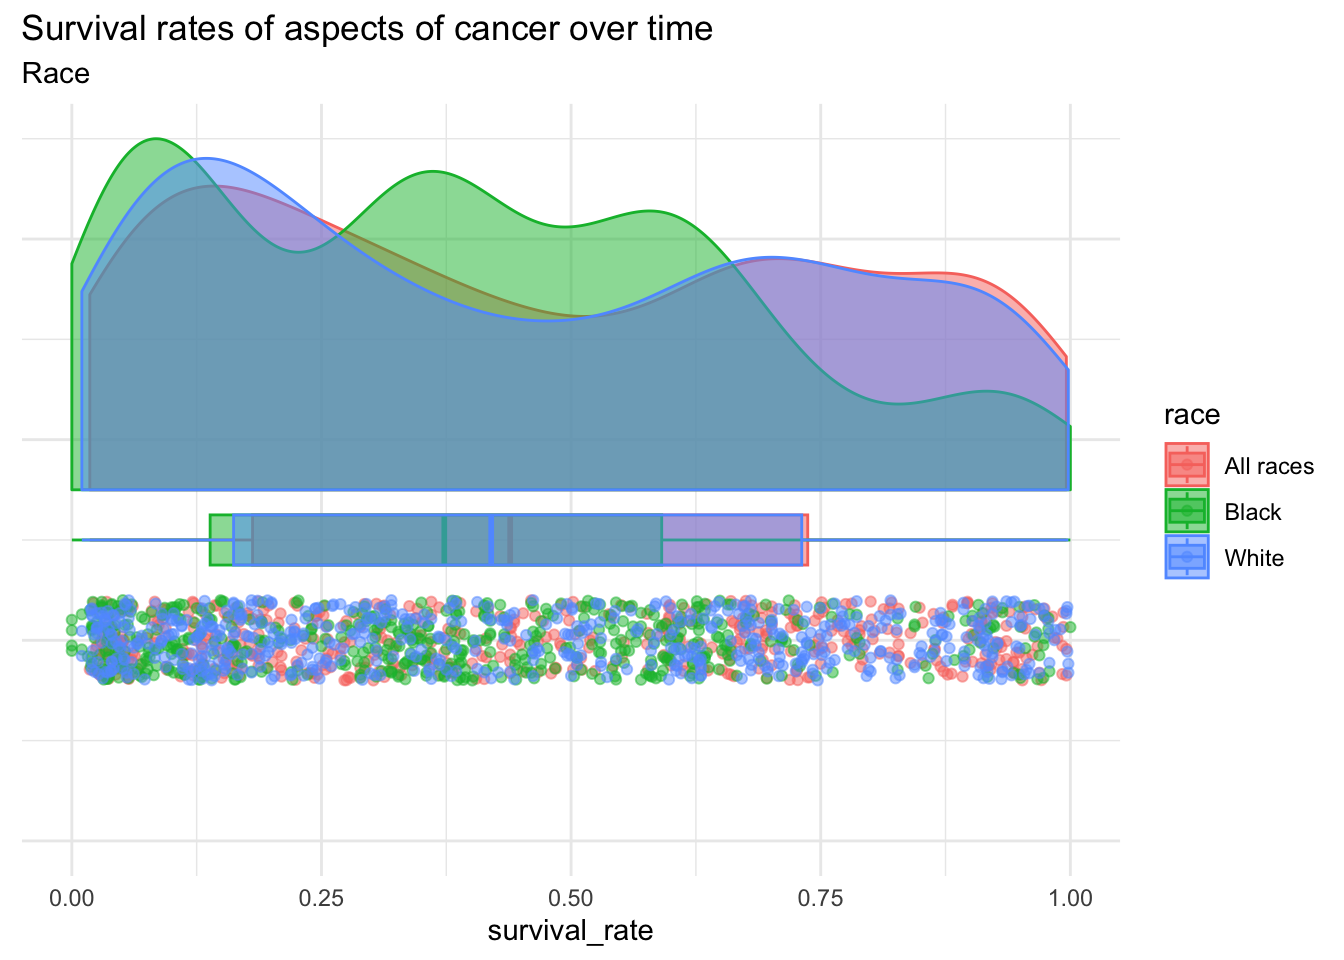 Survival rates of aspects of cancer over time
Race
race
All races
Black
White
0.00
0.25
0.50
0.75
1.00
survival_rate